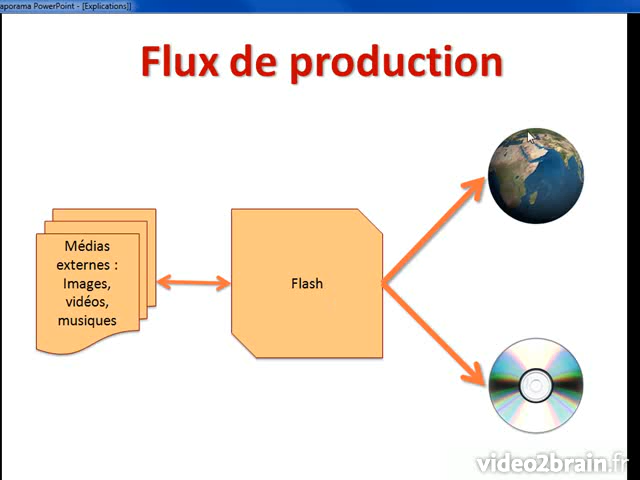 aporama PowerPoint - [Explications]]
Flux de production
Médias
externes :
Images,
vidéos,
musiques
Flash
video2brain.fr